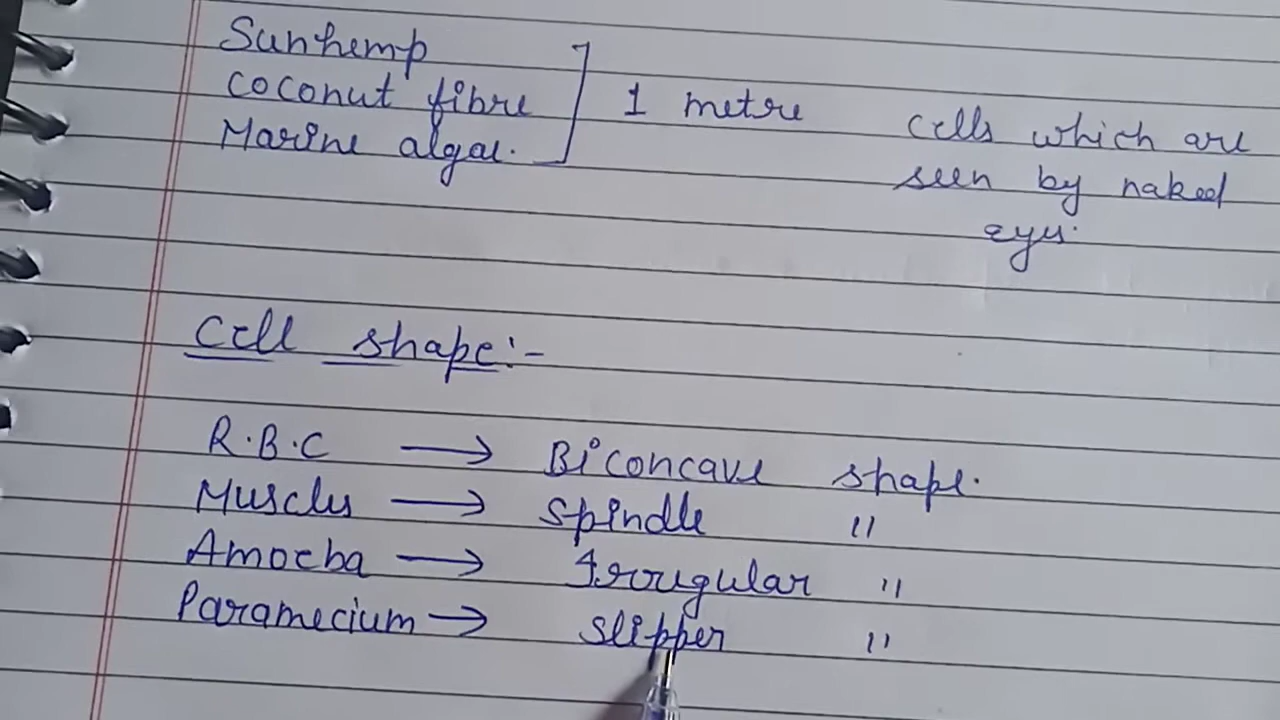 Sunhemp
coconut fibre
Marine algae.
1 metre
cells which are
seen by naked
eyes.
Cell shape:-
R.B.C → Biconcave shape.
Muscles → Spindle "
Amoeba → Irregular "
Paramecium → Slipper "